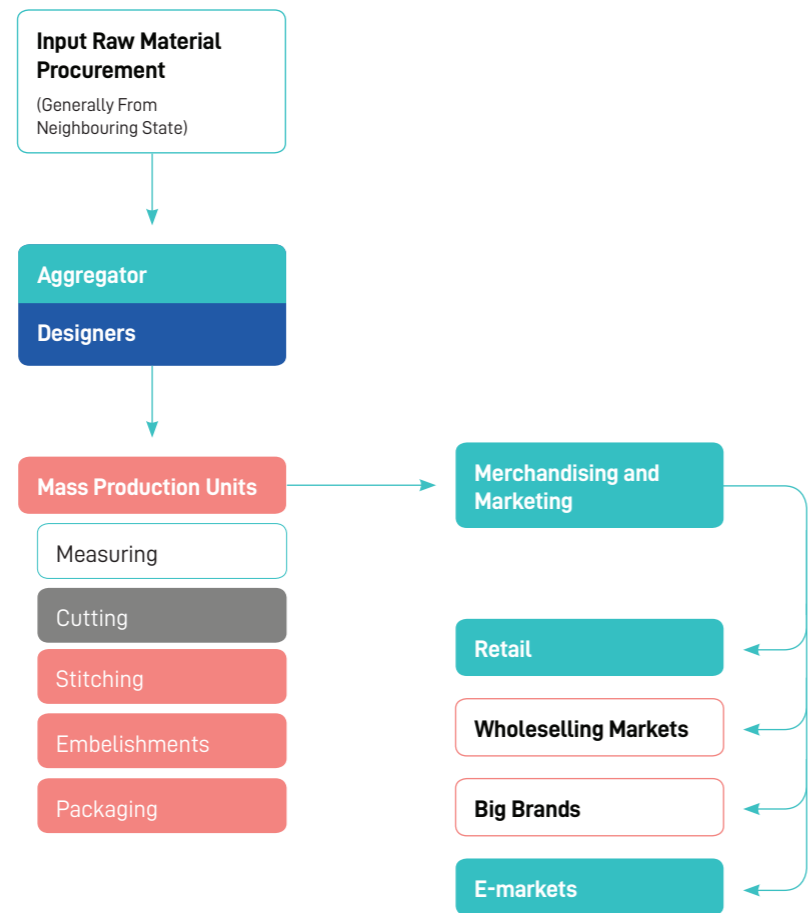 Input Raw Material
Procurement
(Generally From
Neighbouring State)
Aggregator
Designers
Mass Production Units
Measuring
Cutting
Stitching
Embelishments
Packaging
Merchandising and
Marketing
Retail
Wholeselling Markets
Big Brands
E-markets